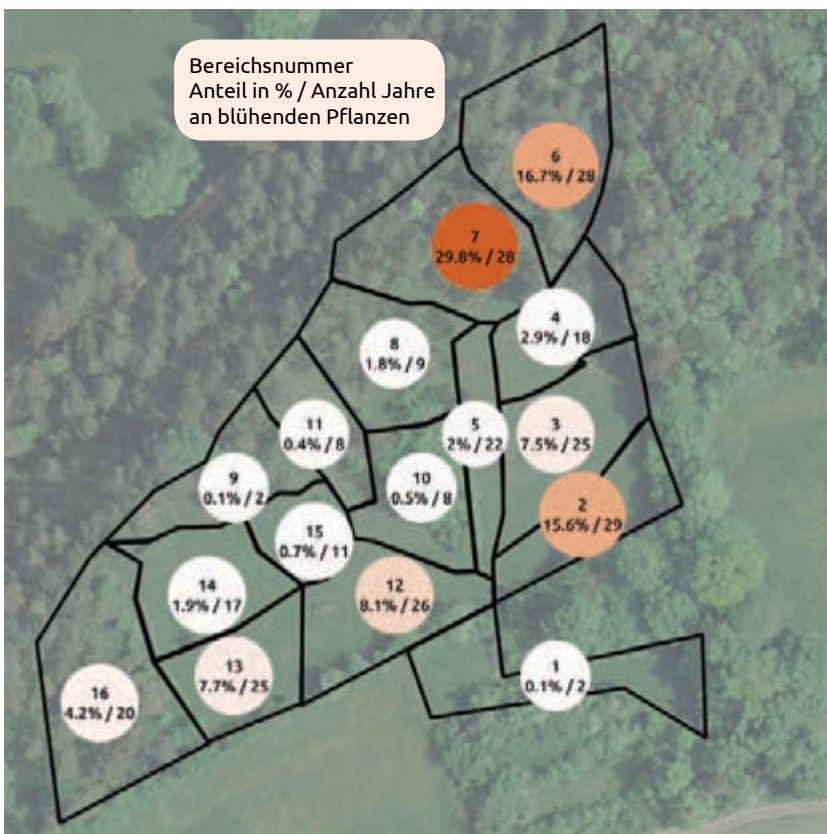 Bereichsnummer
Anteil in % / Anzahl Jahre
an blühenden Pflanzen
6
16.7% / 28
7
29.8% / 28
4
2.9% / 18
8
1.8% / 9
11
0.4% / 8
5
2% / 22
3
7.5% / 25
9
0.1% / 2
10
0.5% / 8
2
15.6% / 29
15
0.7% / 11
14
1.9% / 17
12
8.1% / 26
13
7.7% / 25
1
0.1% / 2
16
4.2% / 20